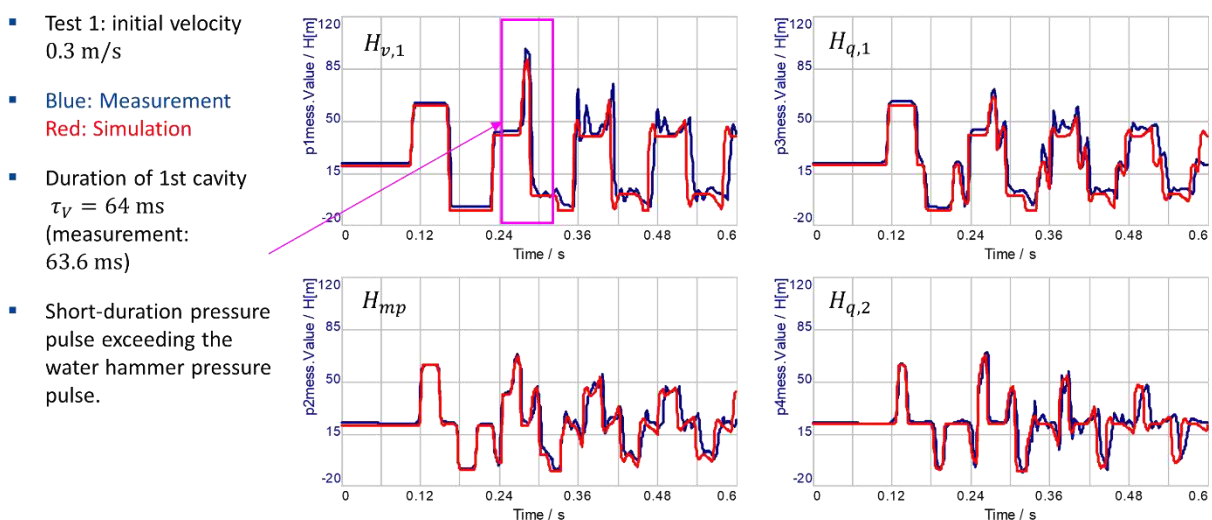 ▪ Test 1: initial velocity
0.3 m/s
▪ Blue: Measurement
Red: Simulation
▪ Duration of 1st cavity
τ_V = 64 ms
(measurement:
63.6 ms)
▪ Short-duration pressure
pulse exceeding the
water hammer pressure
pulse.
H_{v,1}
p1mess.Value / H[m]
120
85
50
15
-20
0 0.12 0.24 0.36 0.48 0.6
Time / s
H_{q,1}
p3mess.Value / H[m]
120
85
50
15
-20
0 0.12 0.24 0.36 0.48 0.6
Time / s
H_{mp}
p2mess.Value / H[m]
120
85
50
15
-20
0 0.12 0.24 0.36 0.48 0.6
Time / s
H_{q,2}
p4mess.Value / H[m]
120
85
50
15
-20
0 0.12 0.24 0.36 0.48 0.6
Time / s